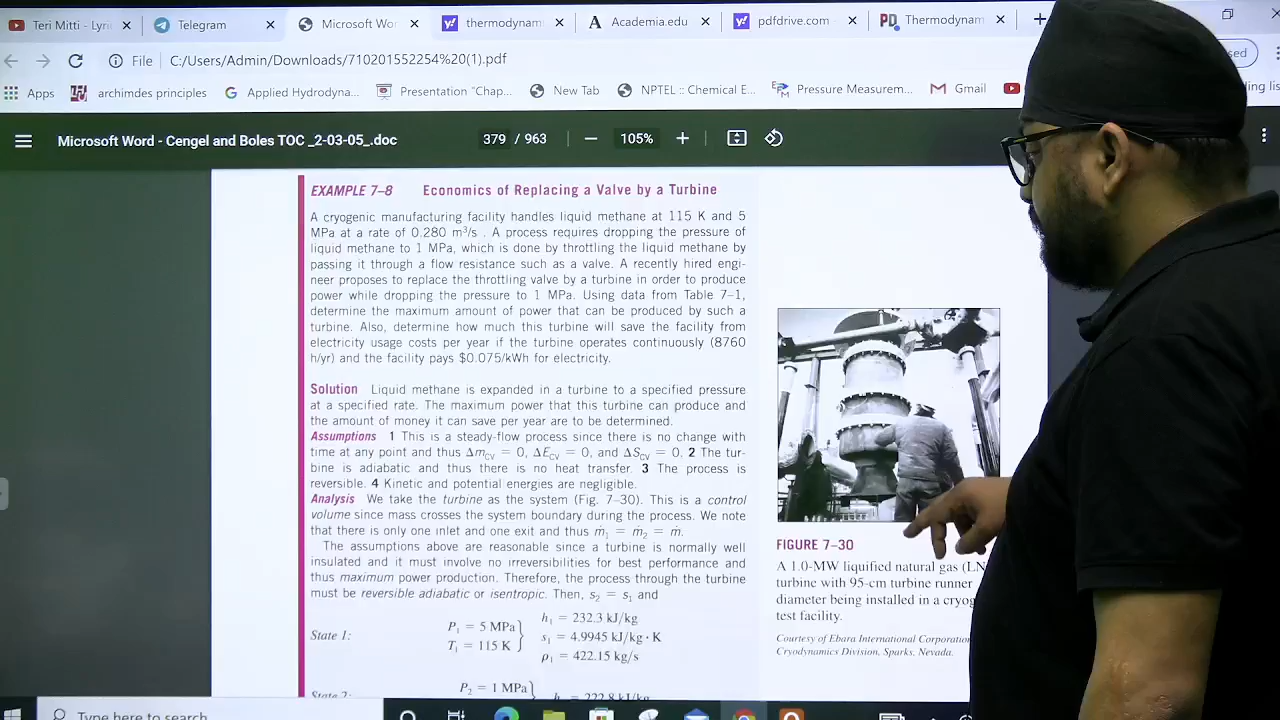 Teri Mitti - Lyri
Telegram
Microsoft Wo
thermodynam
Academia.edu
pdfdrive.com
Thermodynam
File
C:/Users/Admin/Downloads/710201552254%20(1).pdf
Apps
archimdes principles
Applied Hydrodyna...
Presentation "Chap...
New Tab
NPTEL :: Chemical E...
Pressure Measurem...
Gmail
Microsoft Word - Cengel and Boles TOC _2-03-05_.doc
379 / 963
105%
EXAMPLE 7–8 Economics of Replacing a Valve by a Turbine
A cryogenic manufacturing facility handles liquid methane at 115 K and 5
MPa at a rate of 0.280 m³/s . A process requires dropping the pressure of
liquid methane to 1 MPa, which is done by throttling the liquid methane by
passing it through a flow resistance such as a valve. A recently hired engi-
neer proposes to replace the throttling valve by a turbine in order to produce
power while dropping the pressure to 1 MPa. Using data from Table 7–1,
determine the maximum amount of power that can be produced by such a
turbine. Also, determine how much this turbine will save the facility from
electricity usage costs per year if the turbine operates continuously (8760
h/yr) and the facility pays $0.075/kWh for electricity.
Solution Liquid methane is expanded in a turbine to a specified pressure
at a specified rate. The maximum power that this turbine can produce and
the amount of money it can save per year are to be determined.
Assumptions 1 This is a steady-flow process since there is no change with
time at any point and thus Δm_CV = 0, ΔE_CV = 0, and ΔS_CV = 0. 2 The tur-
bine is adiabatic and thus there is no heat transfer. 3 The process is
reversible. 4 Kinetic and potential energies are negligible.
Analysis We take the turbine as the system (Fig. 7–30). This is a control
volume since mass crosses the system boundary during the process. We note
that there is only one inlet and one exit and thus ṁ₁ = ṁ₂ = ṁ.
The assumptions above are reasonable since a turbine is normally well
insulated and it must involve no irreversibilities for best performance and
thus maximum power production. Therefore, the process through the turbine
must be reversible adiabatic or isentropic. Then, s₂ = s₁ and
h₁ = 232.3 kJ/kg
State 1: P₁ = 5 MPa
s₁ = 4.9945 kJ/kg · K
T₁ = 115 K
ρ₁ = 422.15 kg/s
P₂ = 1 MPa
State 2: h 222.8 kJ/kg
FIGURE 7–30
A 1.0-MW liquified natural gas (LN
turbine with 95-cm turbine runner
diameter being installed in a cryog
test facility.
Courtesy of Ebara International Corporatio
Cryodynamics Division, Sparks, Nevada.
Type here to search